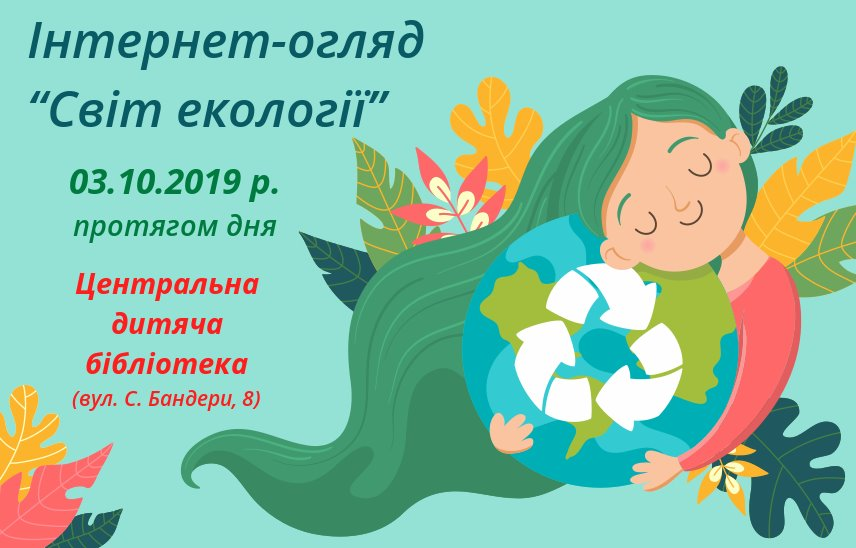 Інтернет-огляд
“Світ екології”
03.10.2019 р.
протягом дня
Центральна
дитяча
бібліотека
(вул. С. Бандери, 8)